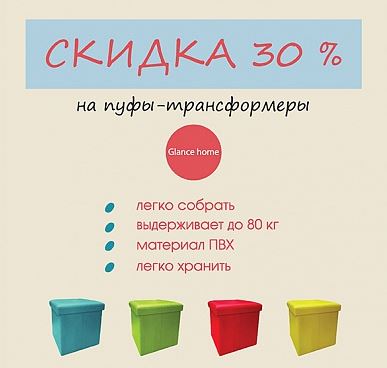 СКИДКА 30 %
на пуфы-трансформеры
Glance home
легко собрать
выдерживает до 80 кг
материал ПВХ
легко хранить